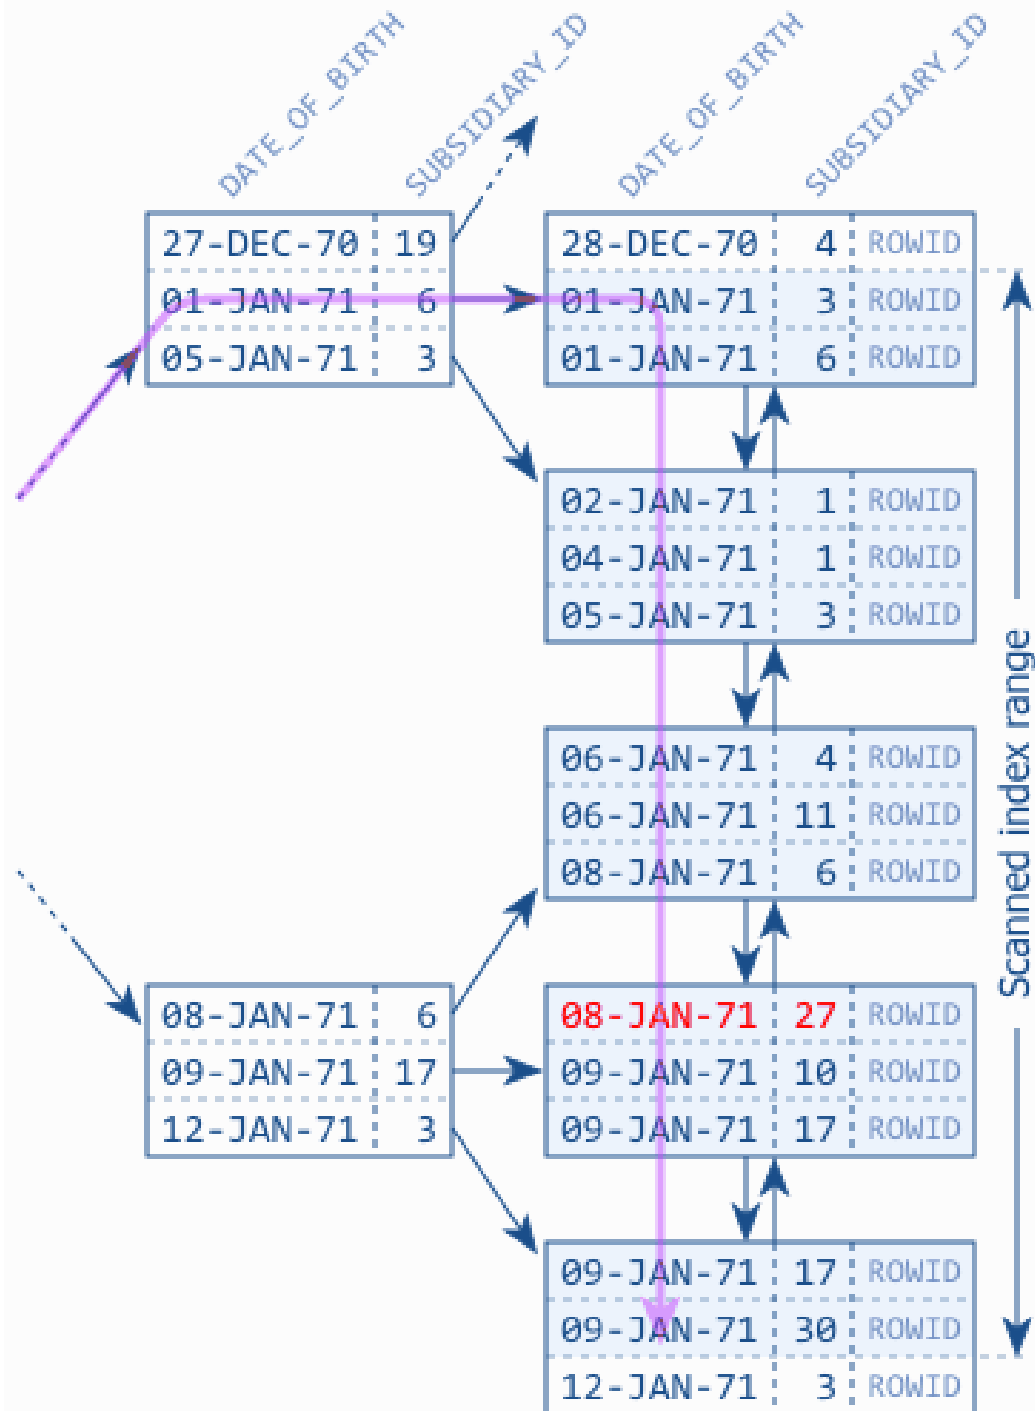 DATE_OF_BIRTH SUBSIDIARY_ID DATE_OF_BIRTH SUBSIDIARY_ID
27-DEC-70 19
01-JAN-71 6
05-JAN-71 3
28-DEC-70 4 ROWID
01-JAN-71 3 ROWID
01-JAN-71 6 ROWID
02-JAN-71 1 ROWID
04-JAN-71 1 ROWID
05-JAN-71 3 ROWID
06-JAN-71 4 ROWID
06-JAN-71 11 ROWID
08-JAN-71 6 ROWID
08-JAN-71 6
09-JAN-71 17
12-JAN-71 3
08-JAN-71 27 ROWID
09-JAN-71 10 ROWID
09-JAN-71 17 ROWID
09-JAN-71 17 ROWID
09-JAN-71 30 ROWID
12-JAN-71 3 ROWID
Scanned index range